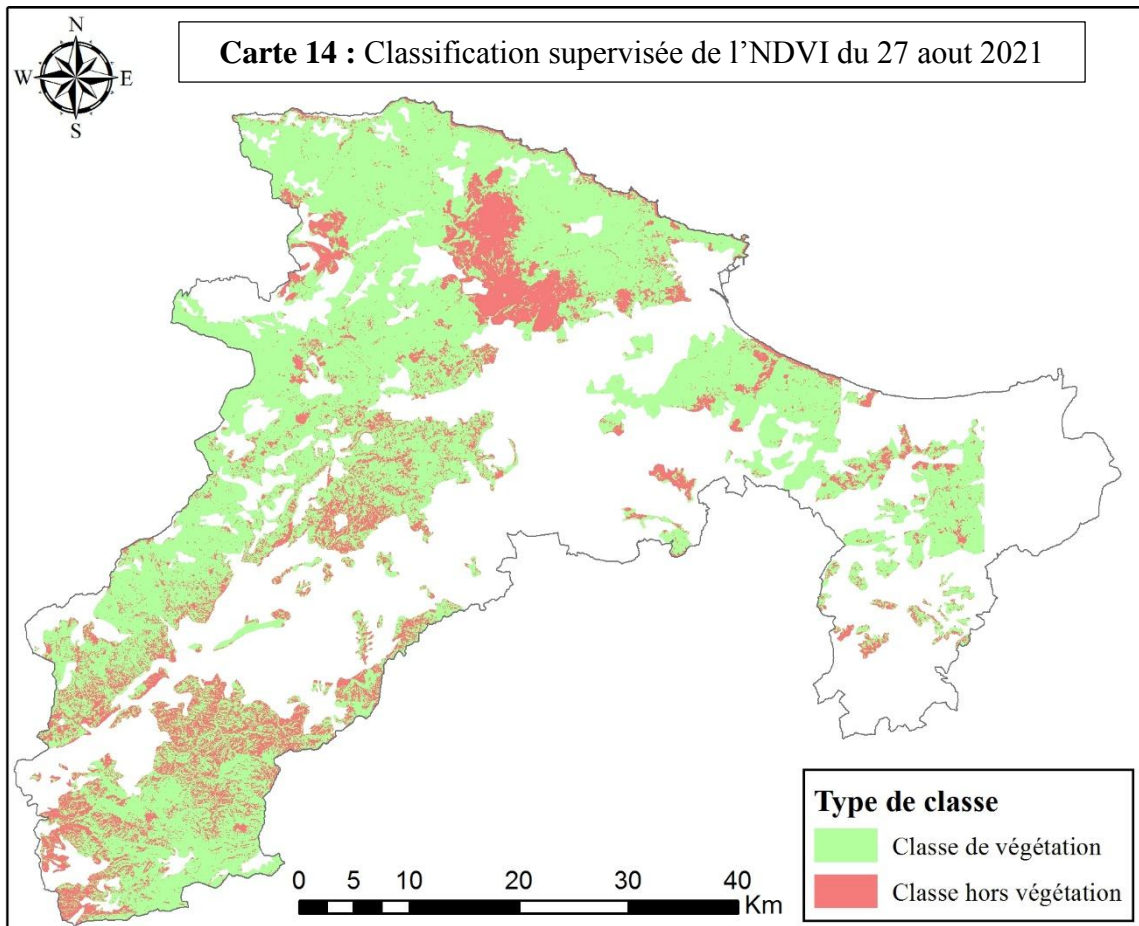 Carte 14 : Classification supervisée de l’NDVI du 27 aout 2021
N
W E
S
Type de classe
Classe de végétation
Classe hors végétation
0 5 10 20 30 40
Km